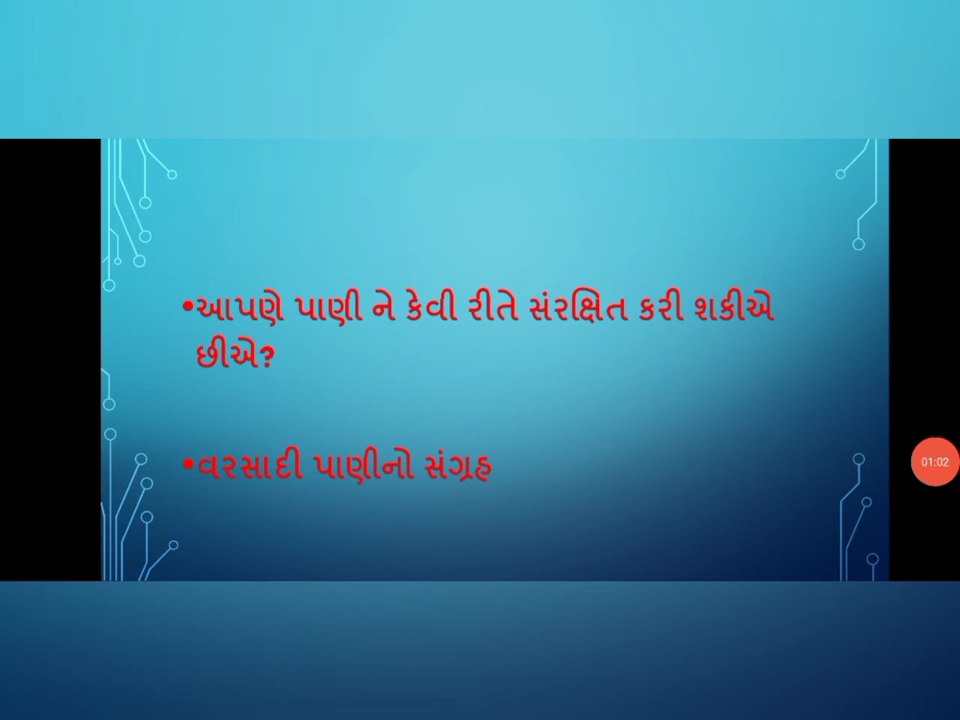 •આપણે પાણી ને કેવી રીતે સંરક્ષિત કરી શકીએ
છીએ?
•વરસાદી પાણીનો સંગ્રહ
01:02